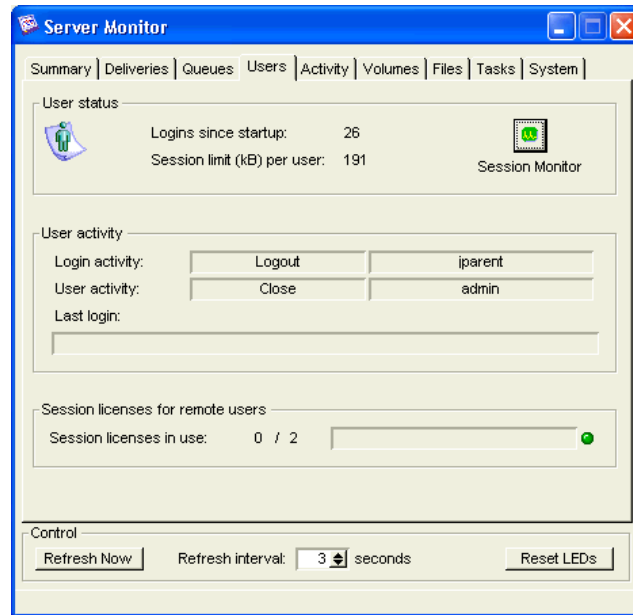 Server Monitor
Summary Deliveries Queues Users Activity Volumes Files Tasks System
User status
Logins since startup: 26
Session limit (kB) per user: 191
Session Monitor
User activity
Login activity: Logout jparent
User activity: Close admin
Last login:
Session licenses for remote users
Session licenses in use: 0 / 2
Control
Refresh Now Refresh interval: 3 seconds Reset LEDs